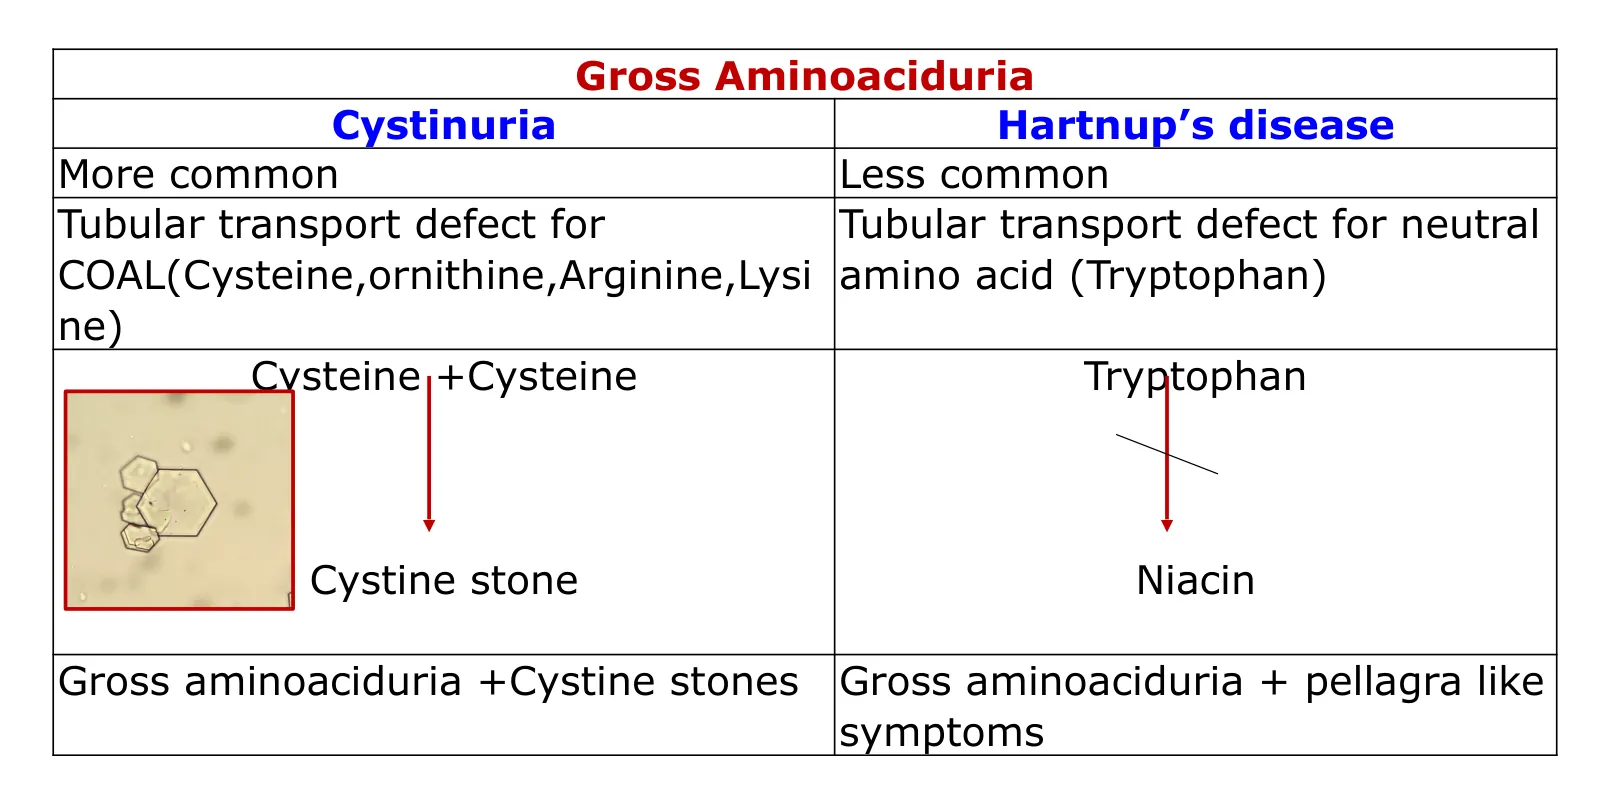 Gross Aminoaciduria
Cystinuria
Hartnup’s disease
More common
Less common
Tubular transport defect for
COAL(Cysteine,ornithine,Arginine,Lysi
ne)
Tubular transport defect for neutral
amino acid (Tryptophan)
Cysteine +Cysteine
Cystine stone
Tryptophan
Niacin
Gross aminoaciduria +Cystine stones
Gross aminoaciduria + pellagra like
symptoms